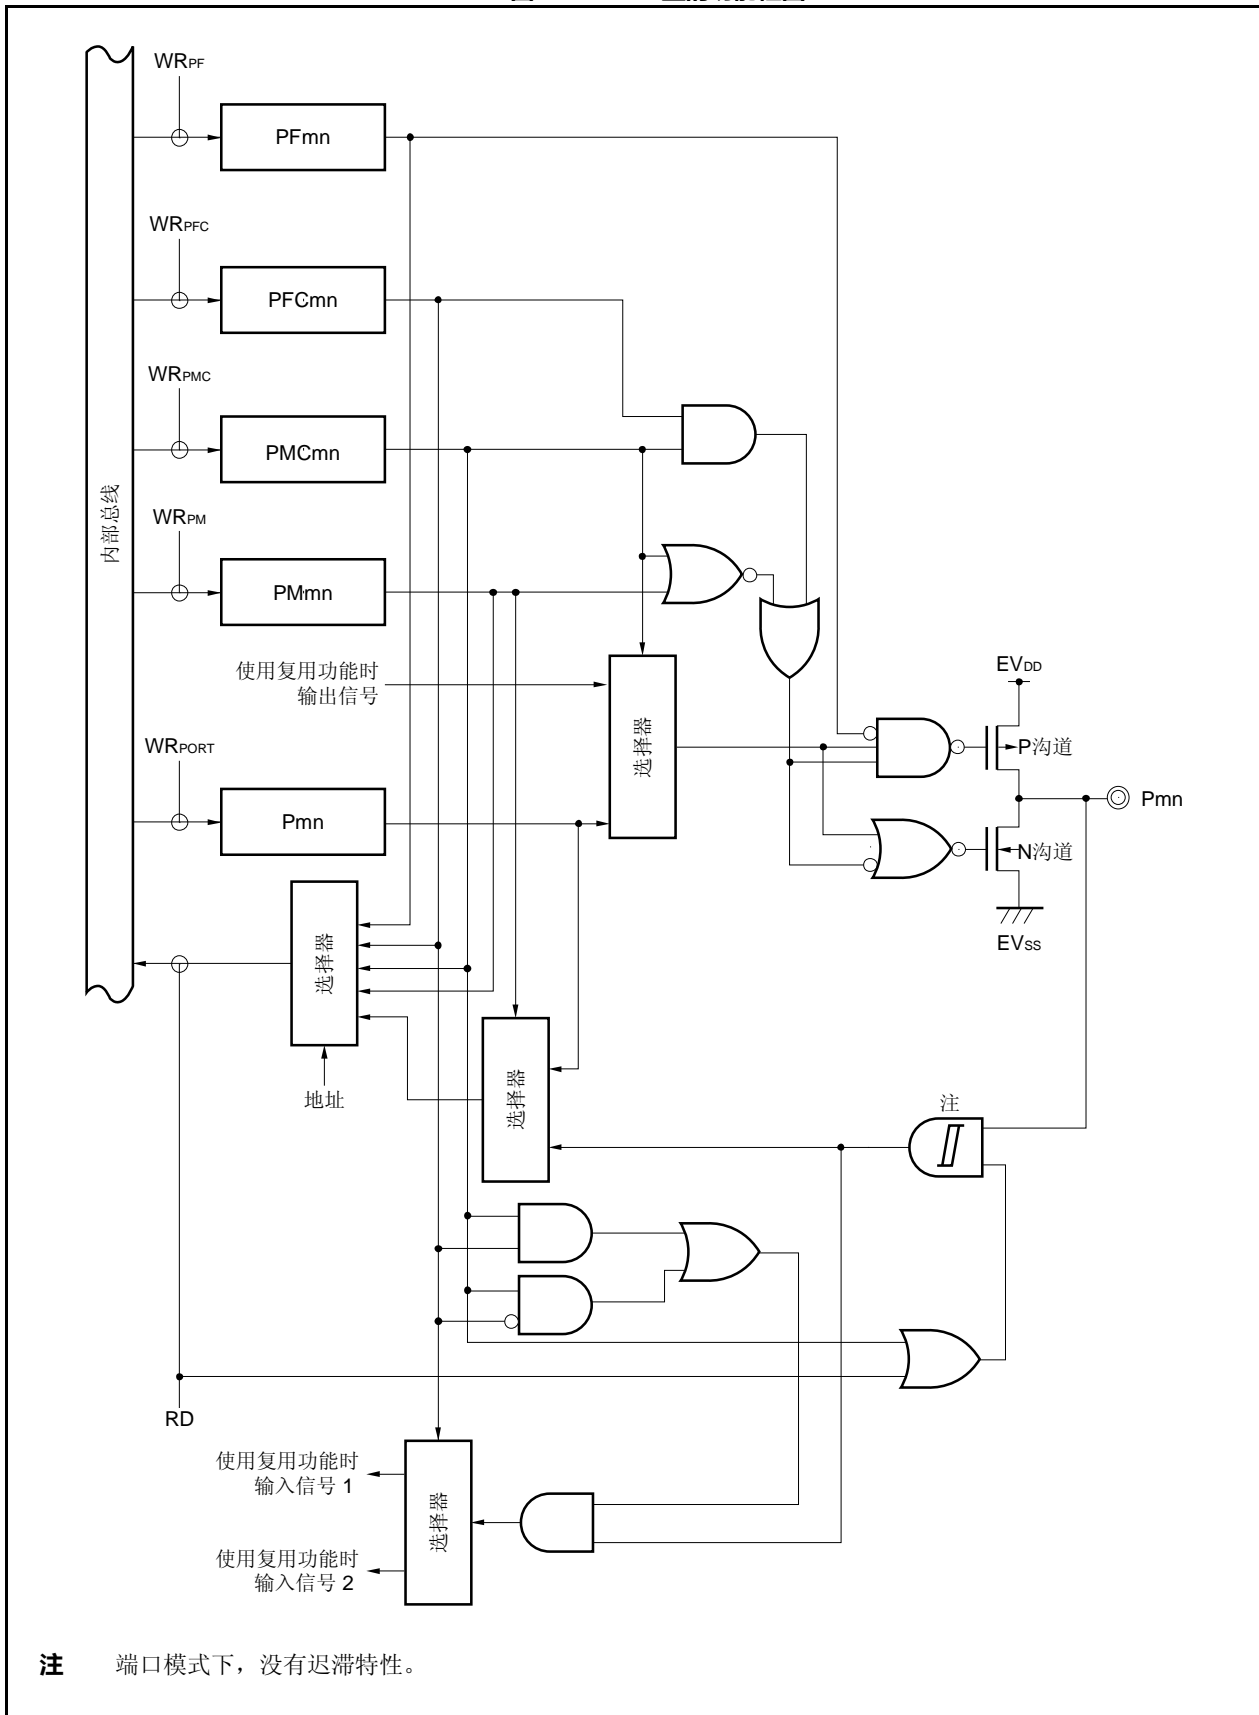 WRPF
PFmn
WRPFC
PFCmn
WRPMC
PMCmn
内部总线
WRPM
PMmn
使用复用功能时
输出信号
选择器
EVDD
P沟道
WRPORT
Pmn
Pmn
N沟道
EVSS
选择器
地址
选择器
注
RD
使用复用功能时
输入信号 1
选择器
使用复用功能时
输入信号 2
注 端口模式下，没有迟滞特性。